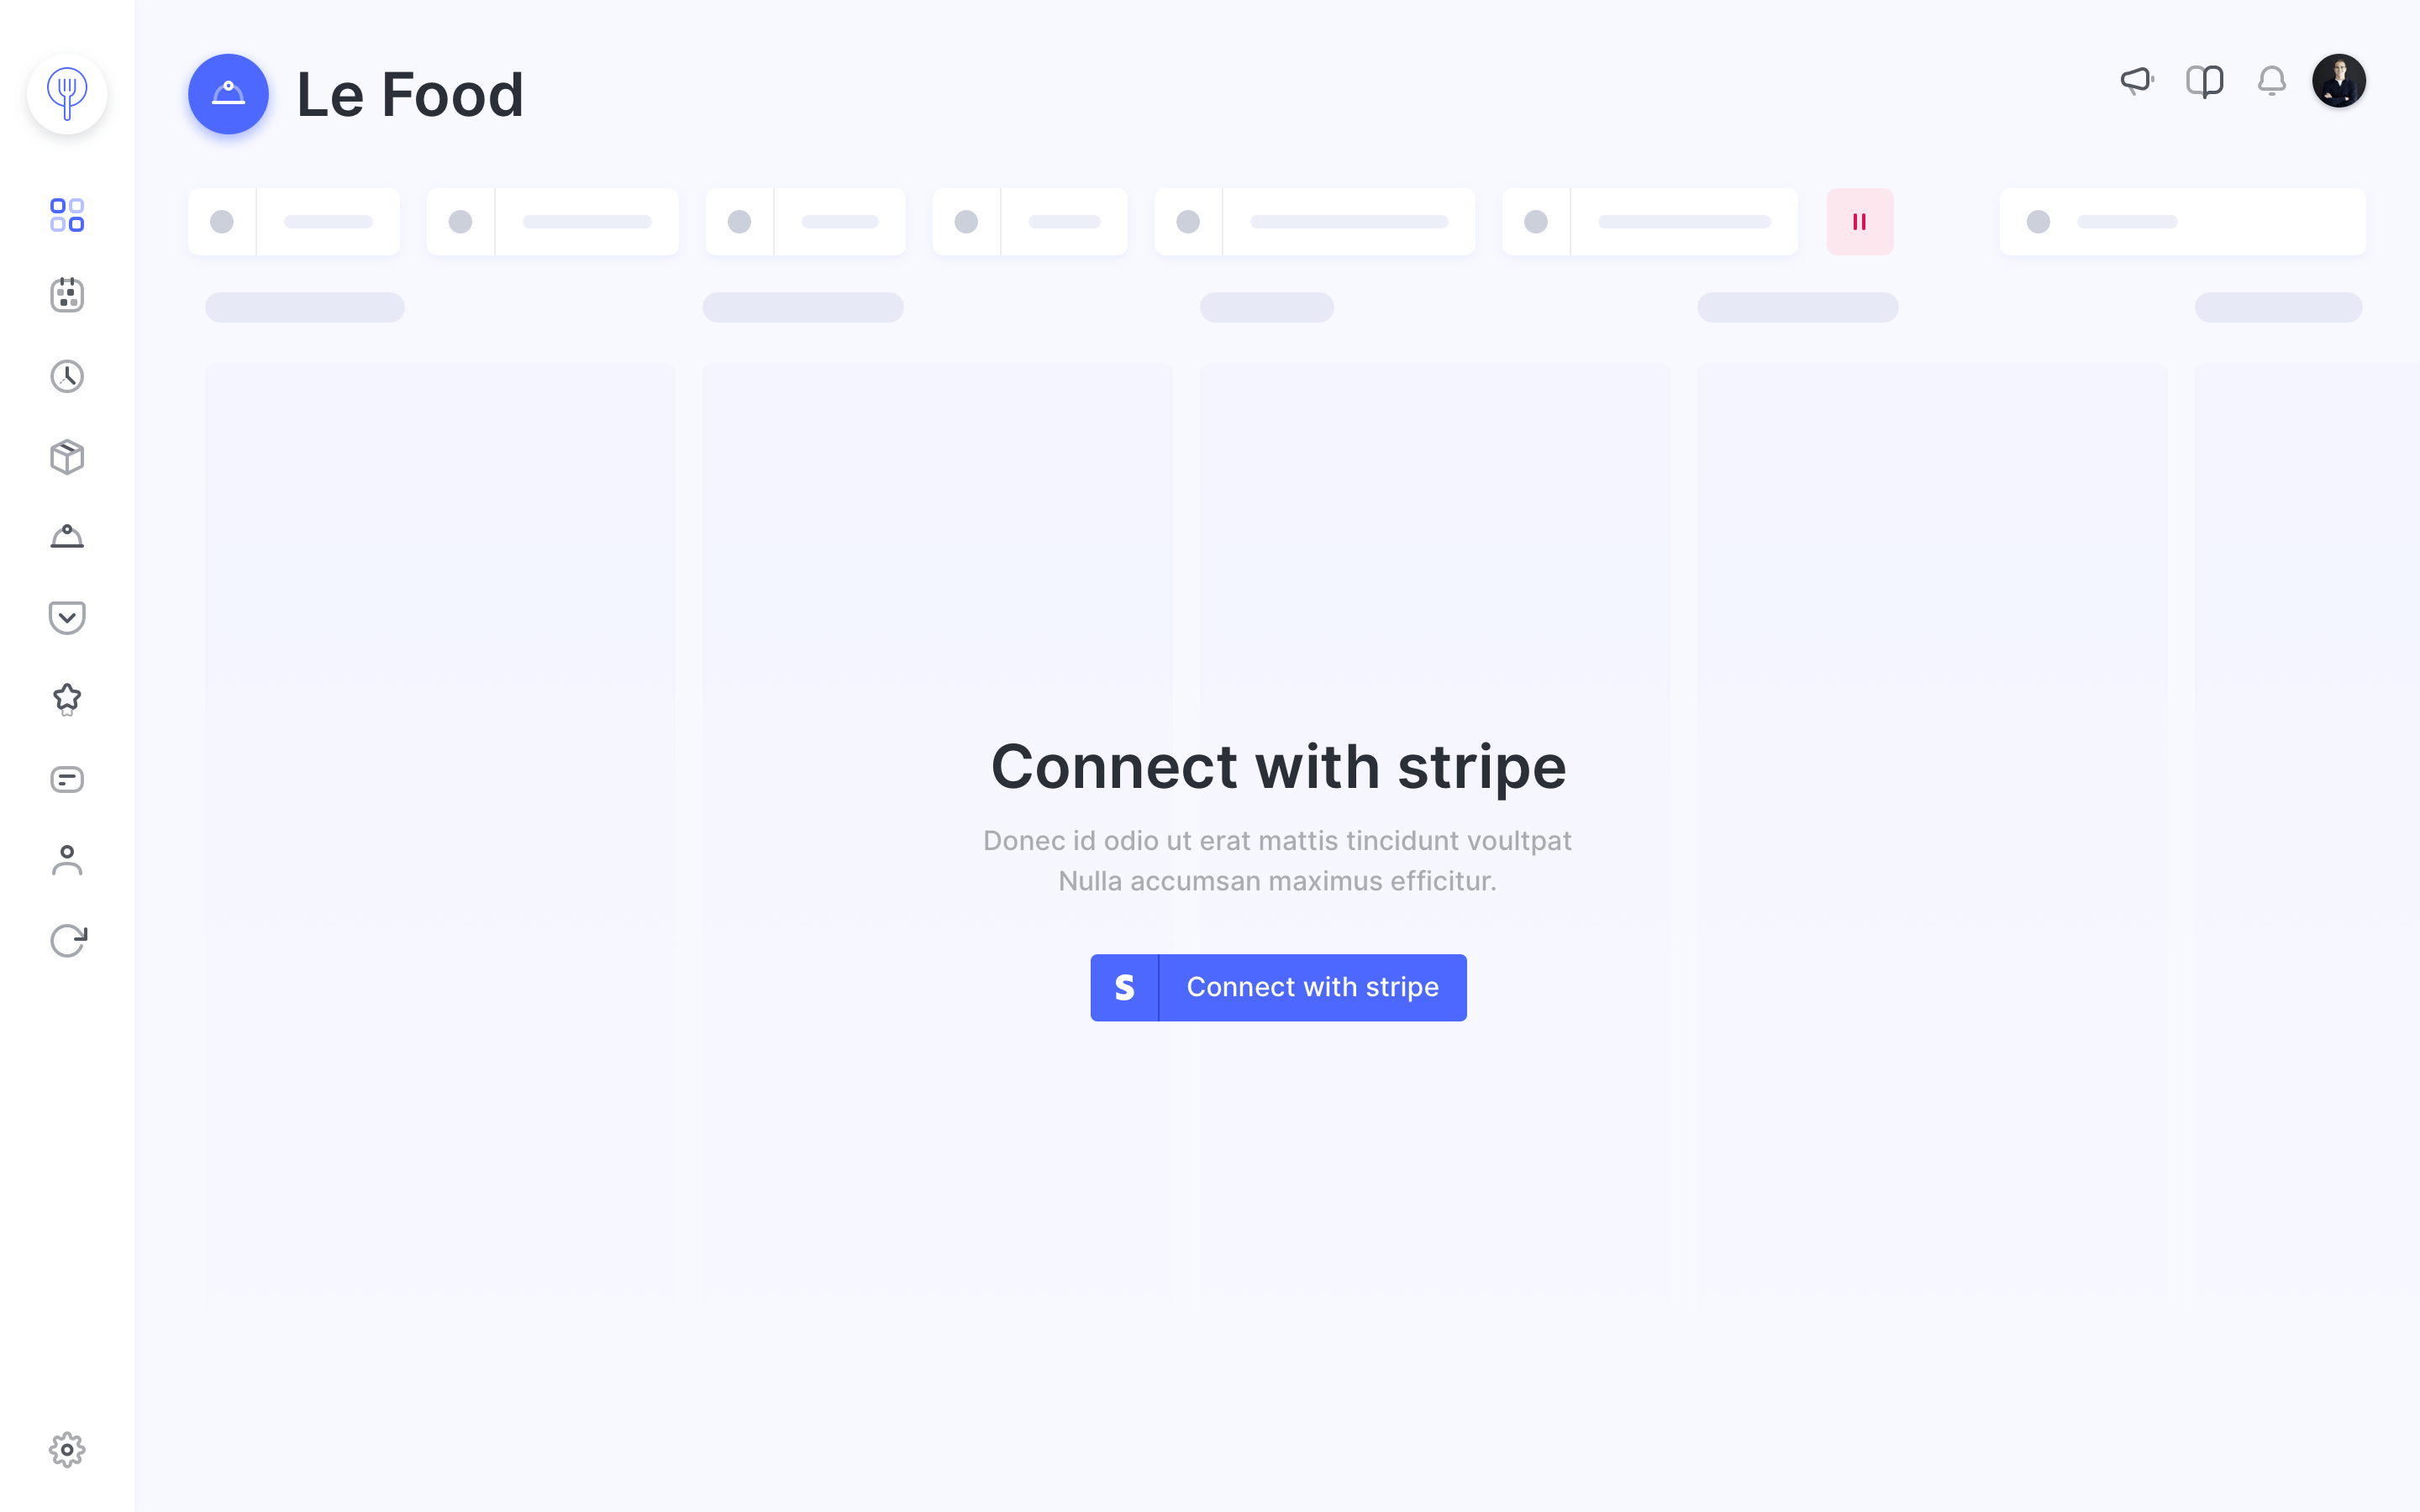 Le Food
Connect with stripe
Donec id odio ut erat mattis tincidunt voultpat
Nulla accumsan maximus efficitur.
S
Connect with stripe